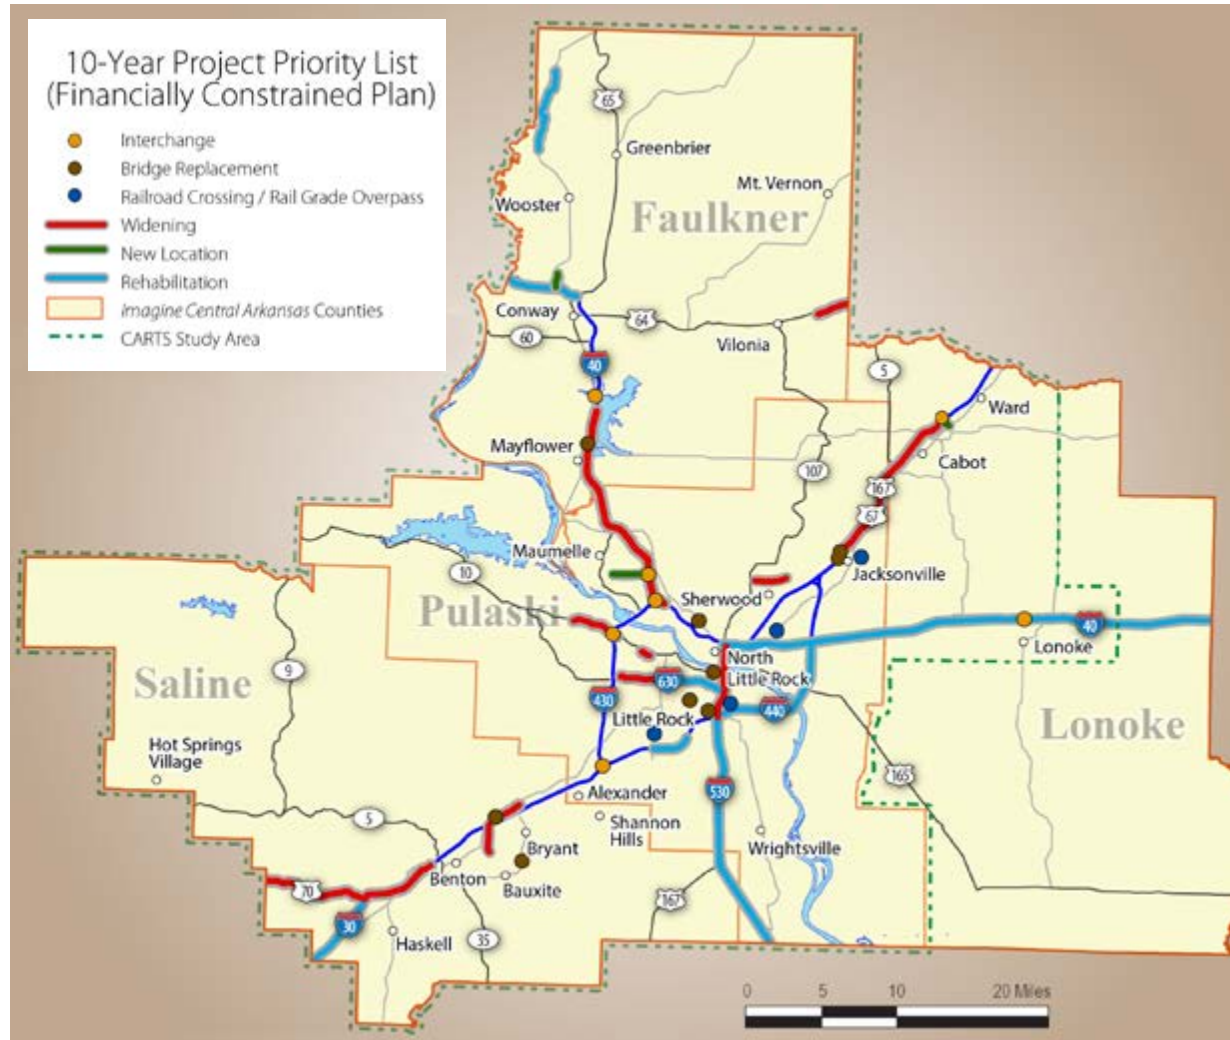 10-Year Project Priority List
(Financially Constrained Plan)
Interchange
Bridge Replacement
Railroad Crossing / Rail Grade Overpass
Widening
New Location
Rehabilitation
Imagine Central Arkansas Counties
CARTS Study Area
65
Greenbrier
Mt. Vernon
Wooster
Faulkner
Conway
64
60
Vilonia
40
5
Ward
Mayflower
Cabot
107
167
67
Maumelle
Jacksonville
10
Sherwood
Pulaski
40
Lonoke
North
Little Rock
9
Saline
630
430
440
Little Rock
Lonoke
Hot Springs
Village
165
530
Alexander
5
Shannon
Hills
Wrightsville
Bryant
Benton
Bauxite
70
167
30
Haskell
35
0
5
10
20 Miles